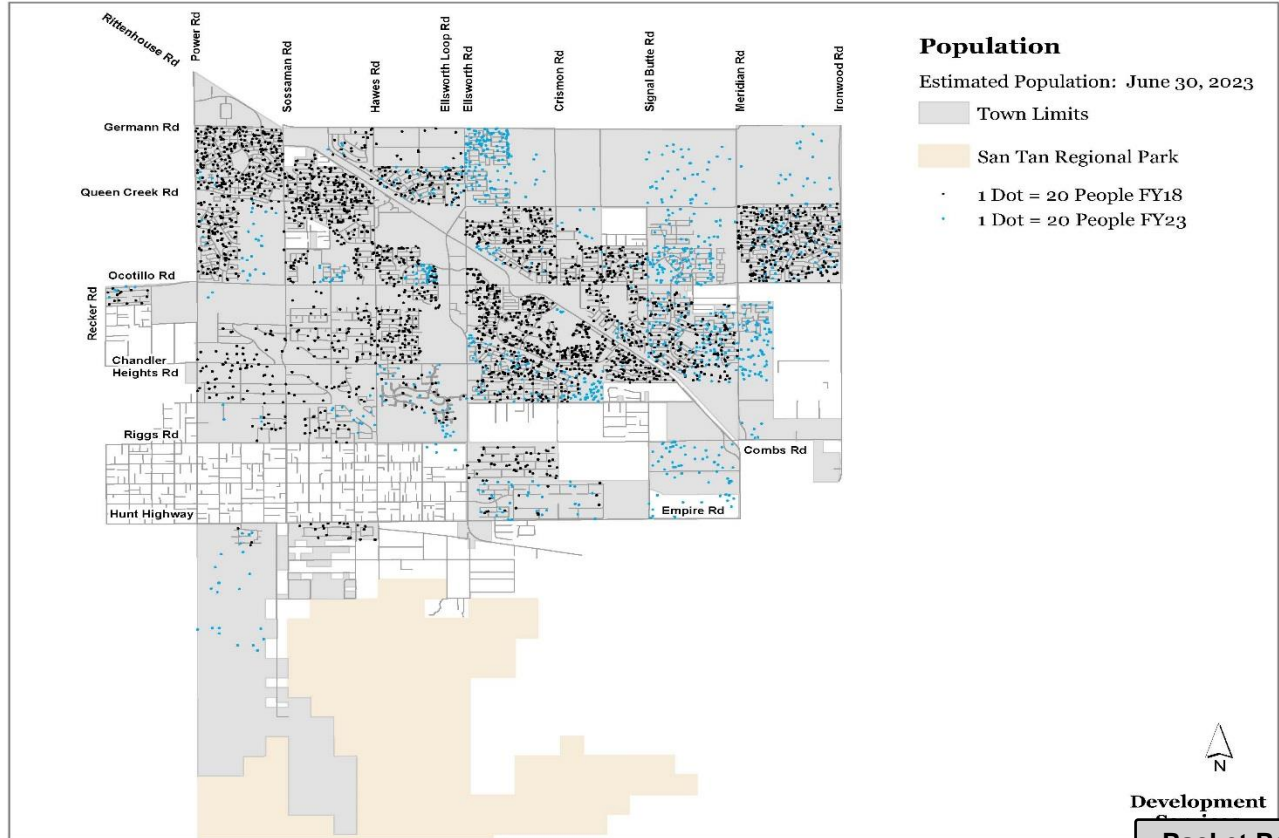 Rittenhouse Rd
Power Rd
Sossaman Rd
Hawes Rd
Ellsworth Loop Rd
Ellsworth Rd
Crismon Rd
Signal Butte Rd
Meridian Rd
Ironwood Rd
Germann Rd
Queen Creek Rd
Ocotillo Rd
Recker Rd
Chandler
Heights Rd
Riggs Rd
Combs Rd
Hunt Highway
Empire Rd
Population
Estimated Population: June 30, 2023
Town Limits
San Tan Regional Park
1 Dot = 20 People FY18
1 Dot = 20 People FY23
N
Development